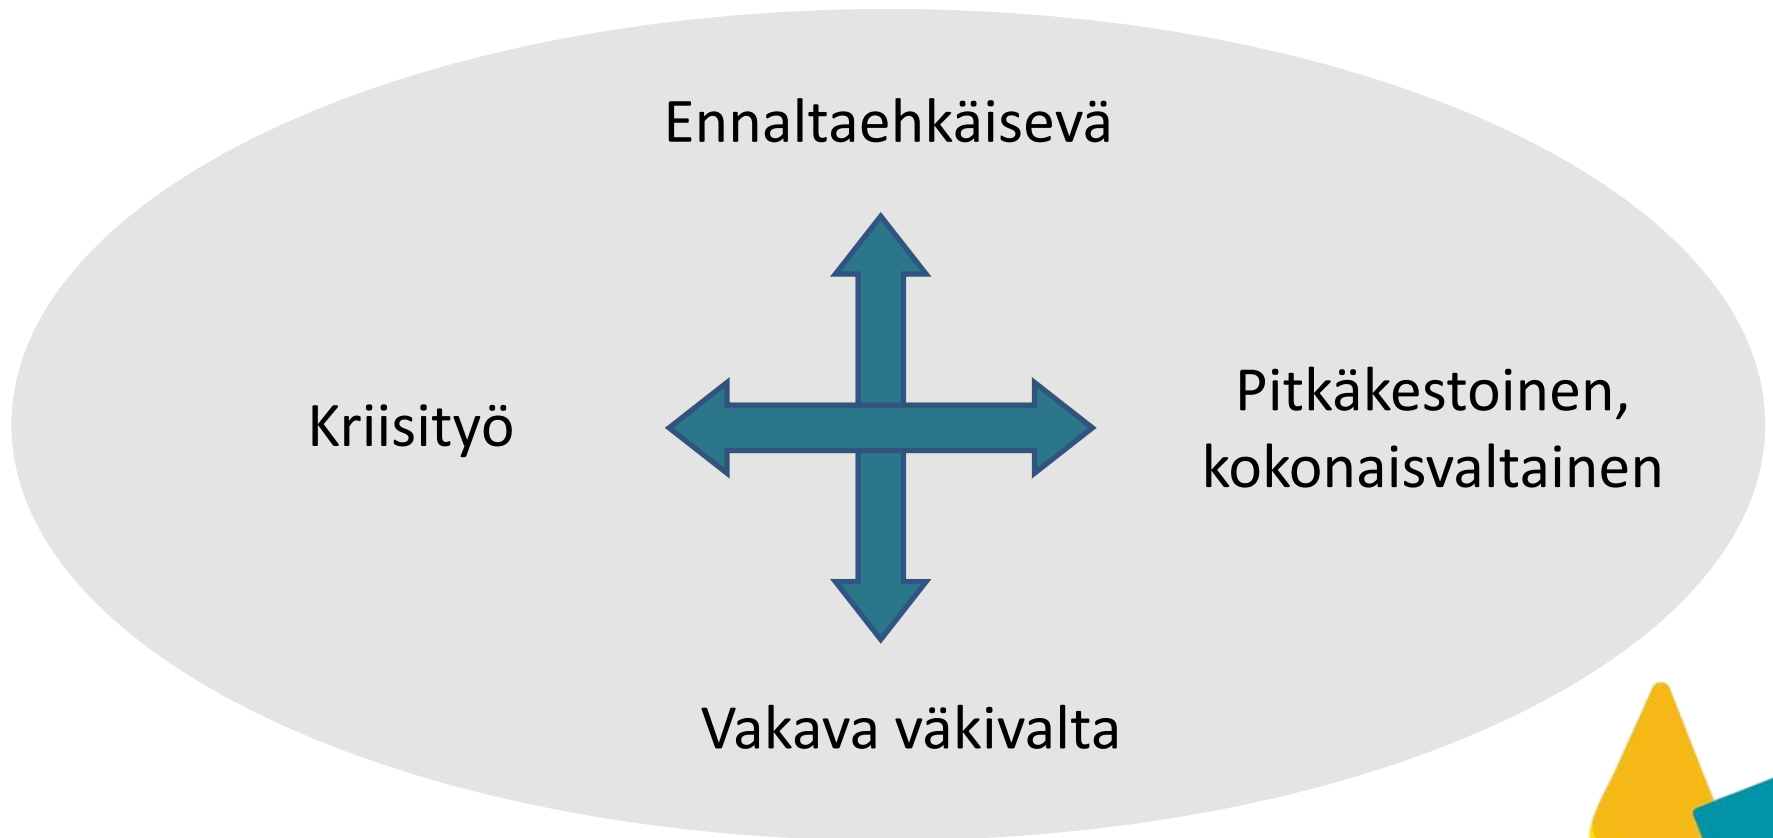 Ennaltaehkäisevä
Kriisityö
Pitkäkestoinen,
kokonaisvaltainen
Vakava väkivalta